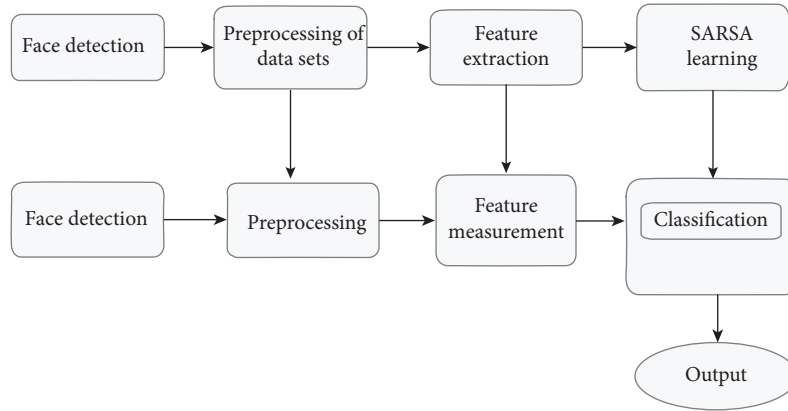 Face detection
Preprocessing of
data sets
Feature
extraction
SARSA
learning
Face detection
Preprocessing
Feature
measurement
Classification
Output